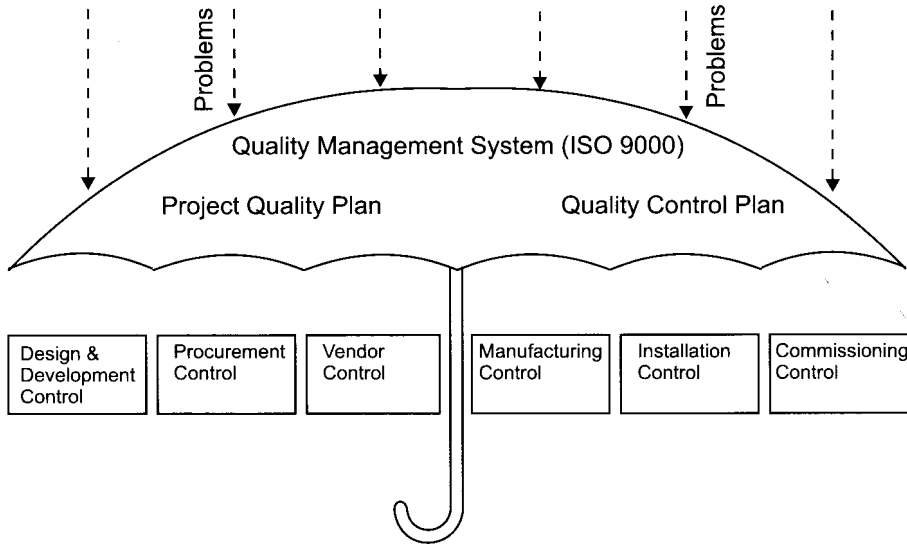 Problems
Problems
Quality Management System (ISO 9000)
Project Quality Plan
Quality Control Plan
Design &
Development
Control
Procurement
Control
Vendor
Control
Manufacturing
Control
Installation
Control
Commissioning
Control